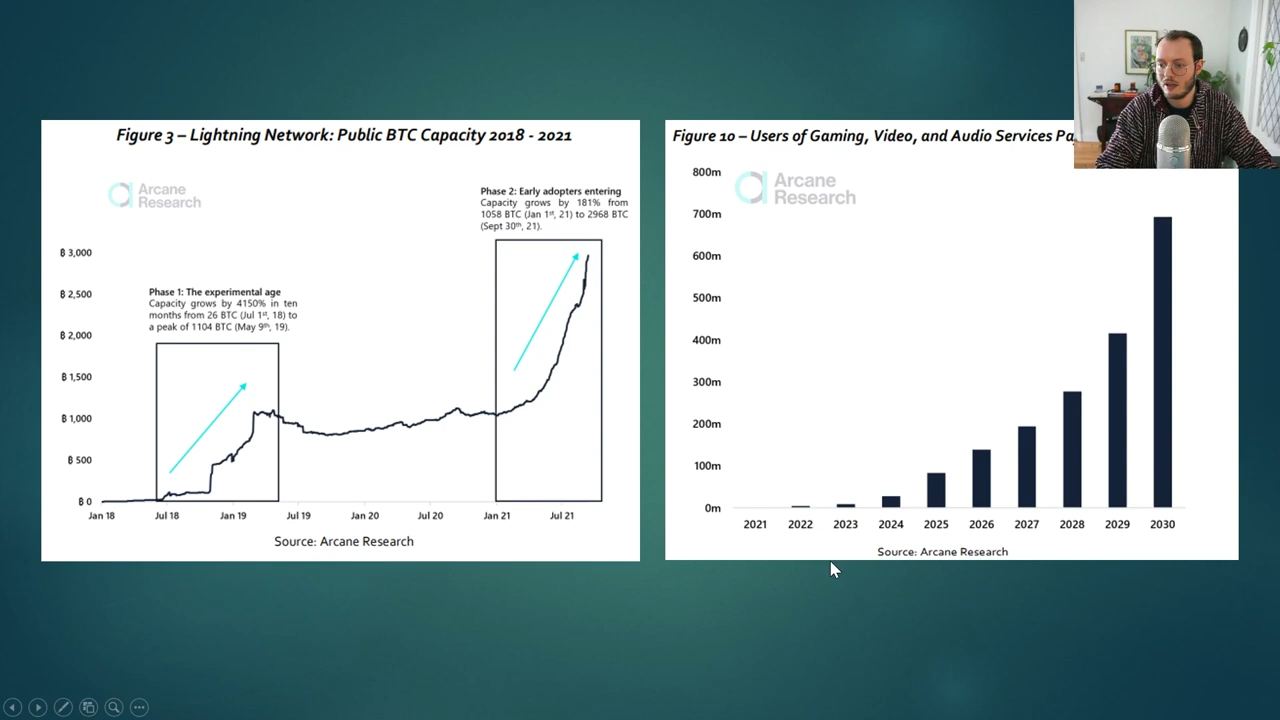 Figure 3 – Lightning Network: Public BTC Capacity 2018 - 2021
Arcane
Research
Phase 2: Early adopters entering
Capacity grows by 181% from
1058 BTC (Jan 1st, 21) to 2968 BTC
(Sept 30th, 21).
Phase 1: The experimental age
Capacity grows by 4150% in ten
months from 26 BTC (Jul 1st, 18) to
a peak of 1104 BTC (May 9th, 19).
฿ 3,000
฿ 2,500
฿ 2,000
฿ 1,500
฿ 1,000
฿ 500
฿ 0
Jan 18 Jul 18 Jan 19 Jul 19 Jan 20 Jul 20 Jan 21 Jul 21
Source: Arcane Research
Figure 10 – Users of Gaming, Video, and Audio Services
Arcane
Research
800m
700m
600m
500m
400m
300m
200m
100m
0m
2021 2022 2023 2024 2025 2026 2027 2028 2029 2030
Source: Arcane Research